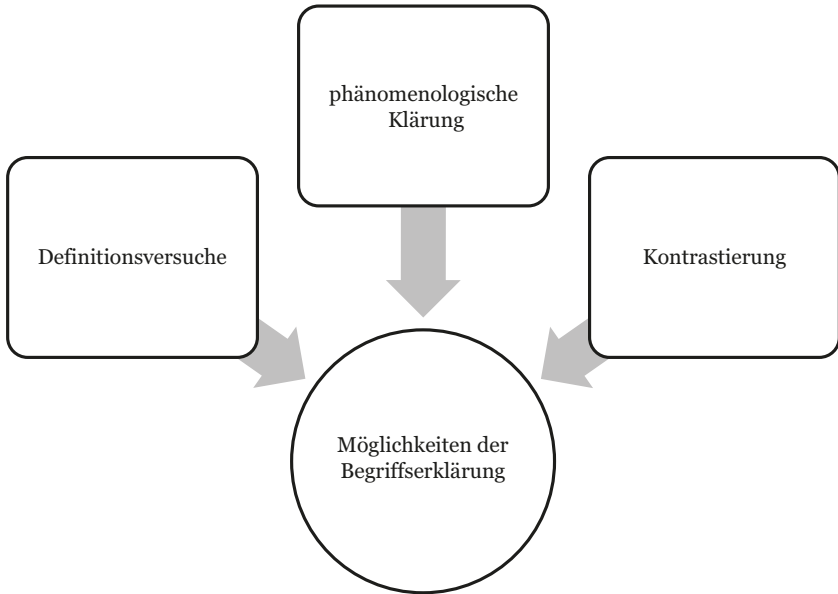 phänomenologische
Klärung
Definitionsversuche
Kontrastierung
Möglichkeiten der
Begriffserklärung